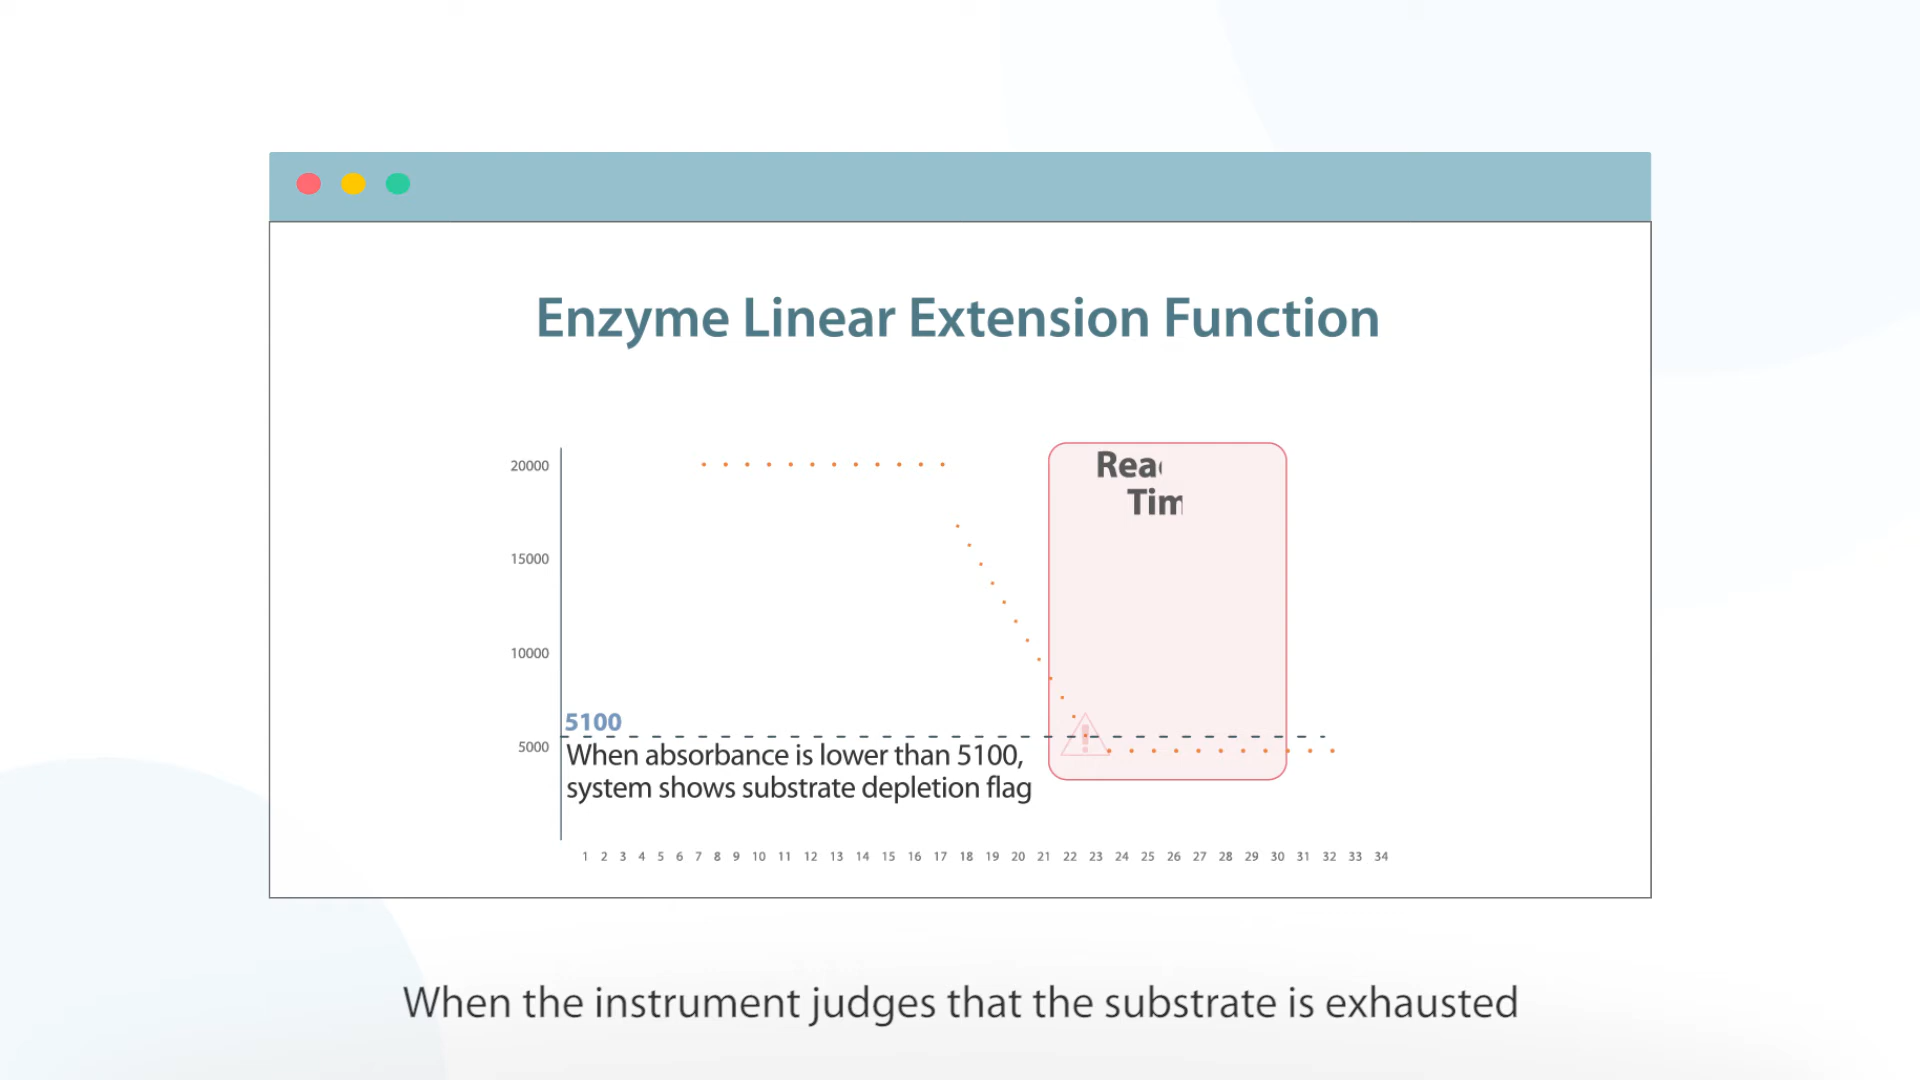 Enzyme Linear Extension Function
20000
15000
10000
5000
5100
When absorbance is lower than 5100,
system shows substrate depletion flag
Rea
Tim
1 2 3 4 5 6 7 8 9 10 11 12 13 14 15 16 17 18 19 20 21 22 23 24 25 26 27 28 29 30 31 32 33 34
When the instrument judges that the substrate is exhausted